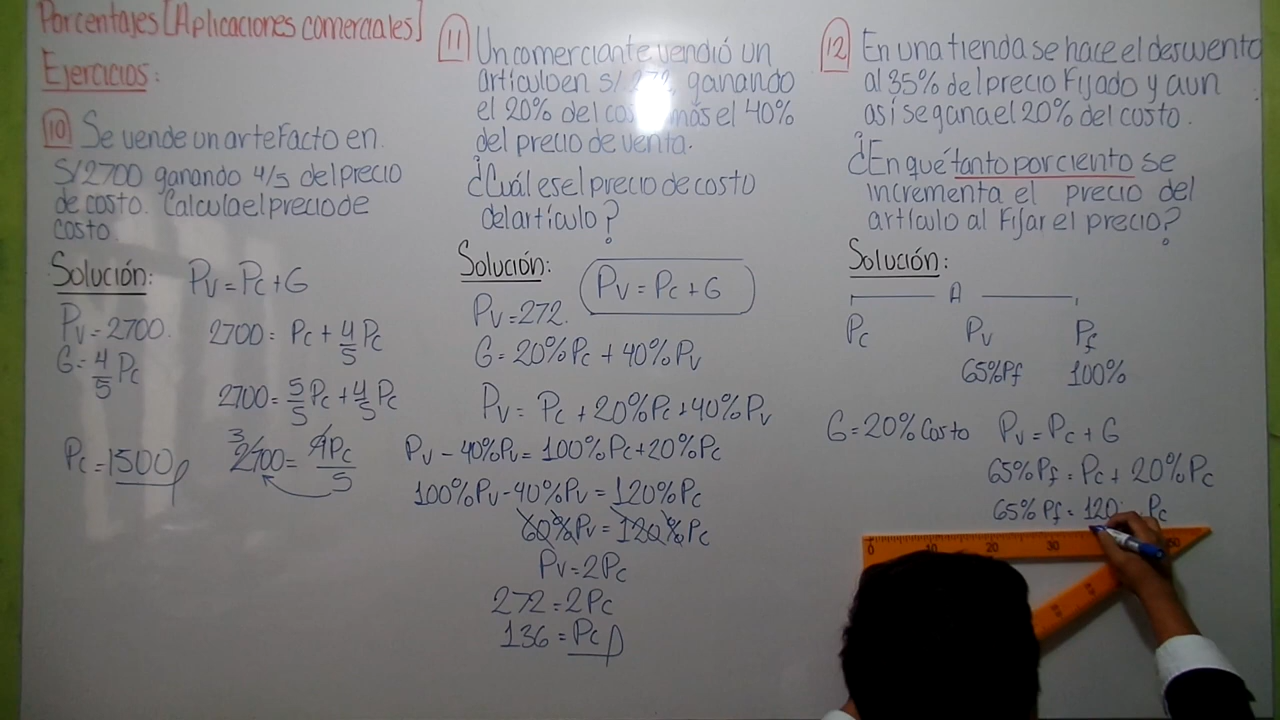 Porcentajes [Aplicaciones comerciales]
Ejercicios:
10 Se vende un artefacto en
S/2700 ganando 4/5 del precio
de costo. Calcula el precio de
costo.
Solución: Pv = Pc + G
Pv = 2700. 2700 = Pc + 4/5 Pc
G = 4/5 Pc
2700 = 5/5 Pc + 4/5 Pc
3
Pc = 1500 2700 = 9Pc/5
11 Un comerciante vendió un
artículo en s/ 272, ganando
el 20% del más el 40%
del precio de venta.
¿Cuál es el precio de costo
del artículo?
Solución: Pv = Pc + G
Pv = 272.
G = 20%Pc + 40%Pv
Pv = Pc + 20%Pc + 40%Pv
Pv - 40%Pv = 100%Pc + 20%Pc
100%Pv - 40%Pv = 120%Pc
60%Pv = 120%Pc
Pv = 2Pc
272 = 2Pc
136 = Pc
12 En una tienda se hace el descuento
al 35% del precio Fijado y aun
así se gana el 20% del costo.
¿En qué tanto por ciento se
incrementa el precio del
artículo al Fijar el precio?
Solución:
A
Pc Pv Pf
65%Pf 100%
G = 20% Costo Pv = Pc + G
65%Pf = Pc + 20%Pc
65%Pf = 120 Pc
0 10 20 30 50